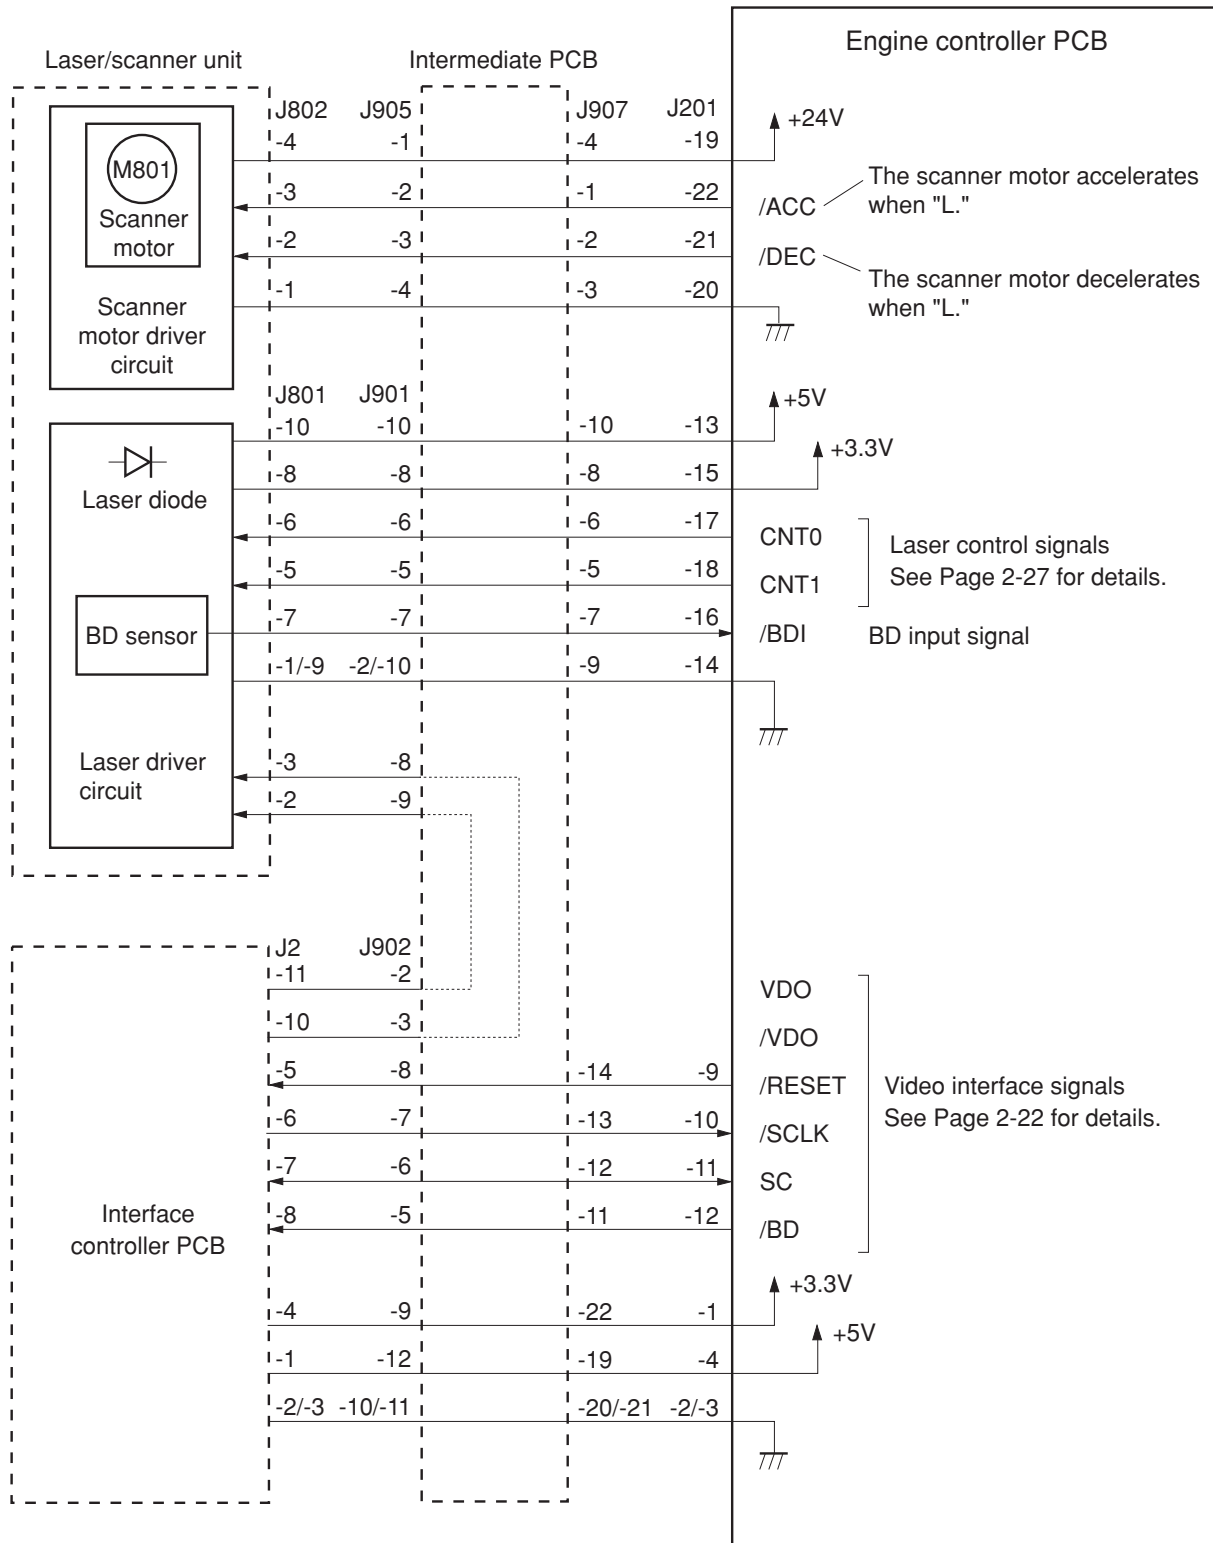 Engine controller PCB
Laser/scanner unit
Intermediate PCB
J802 J905 J907 J201
+24V
-4 -1 -4 -19
M801
Scanner
motor
-3 -2 -1 -22
/ACC
The scanner motor accelerates
when "L."
-2 -3 -2 -21
/DEC
The scanner motor decelerates
when "L."
-1 -4 -3 -20
Scanner
motor driver
circuit
J801 J901
+5V
-10 -10 -10 -13
+3.3V
Laser diode
-8 -8 -8 -15
-6 -6 -6 -17
CNT0
Laser control signals
See Page 2-27 for details.
-5 -5 -5 -18
CNT1
BD sensor
-7 -7 -7 -16
/BDI
BD input signal
-1/-9 -2/-10 -9 -14
Laser driver
circuit
-3 -8
-2 -9
J2 J902
-11 -2
VDO
-10 -3
/VDO
-5 -8 -14 -9
/RESET
Video interface signals
See Page 2-22 for details.
-6 -7 -13 -10
/SCLK
-7 -6 -12 -11
SC
Interface
controller PCB
-8 -5 -11 -12
/BD
+3.3V
-4 -9 -22 -1
+5V
-1 -12 -19 -4
-2/-3 -10/-11 -20/-21 -2/-3